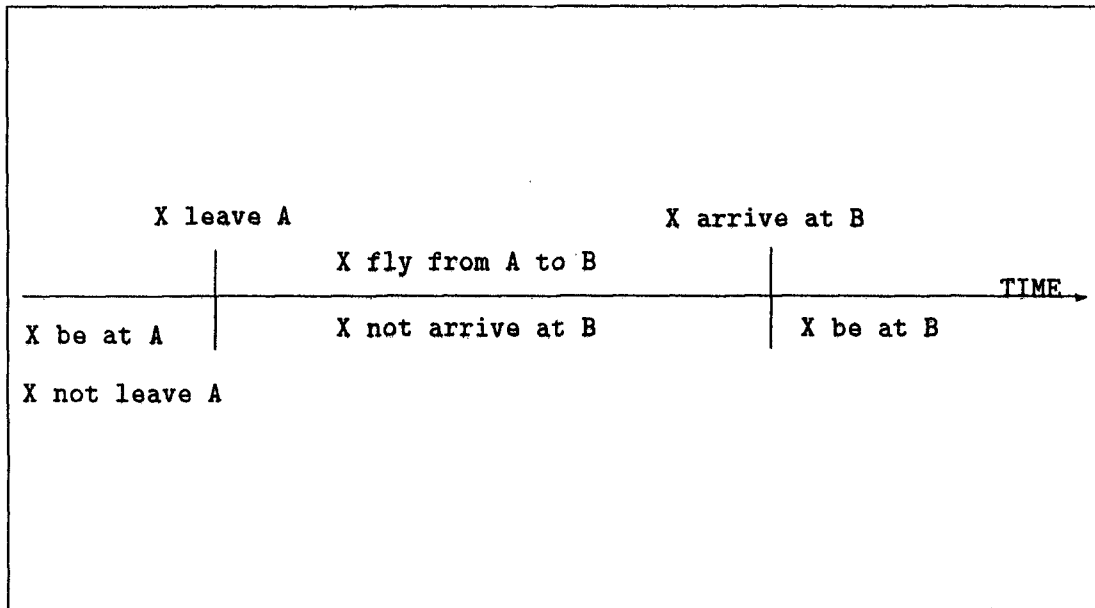 X leave A
X arrive at B
X fly from A to B
TIME
X be at A
X not arrive at B
X be at B
X not leave A